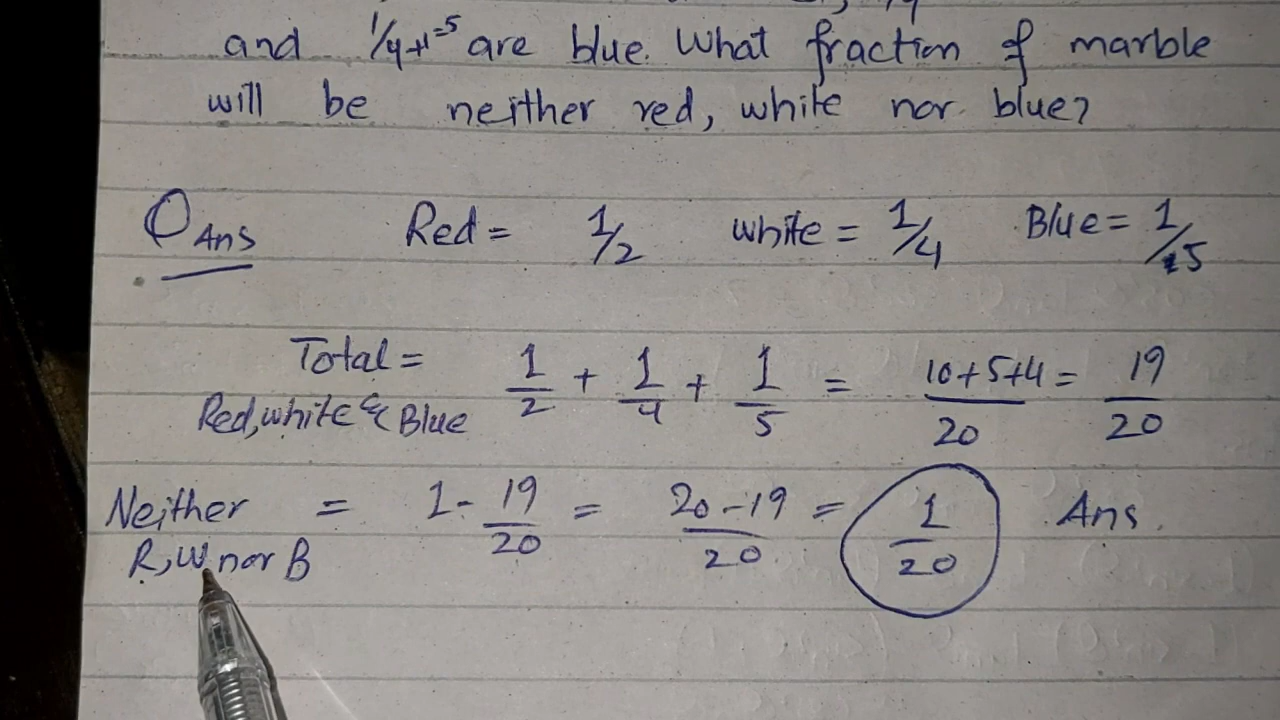 and 1/4+1=5 are blue. What fraction of marble
will be neither red, white nor blue?
Ans Red = 1/2 white = 1/4 Blue = 1/5
Total = 1/2 + 1/4 + 1/5 = 10+5+4/20 = 19/20
Red, white & Blue
Neither = 1 - 19/20 = 20-19/20 = 1/20 Ans.
R, W nor B